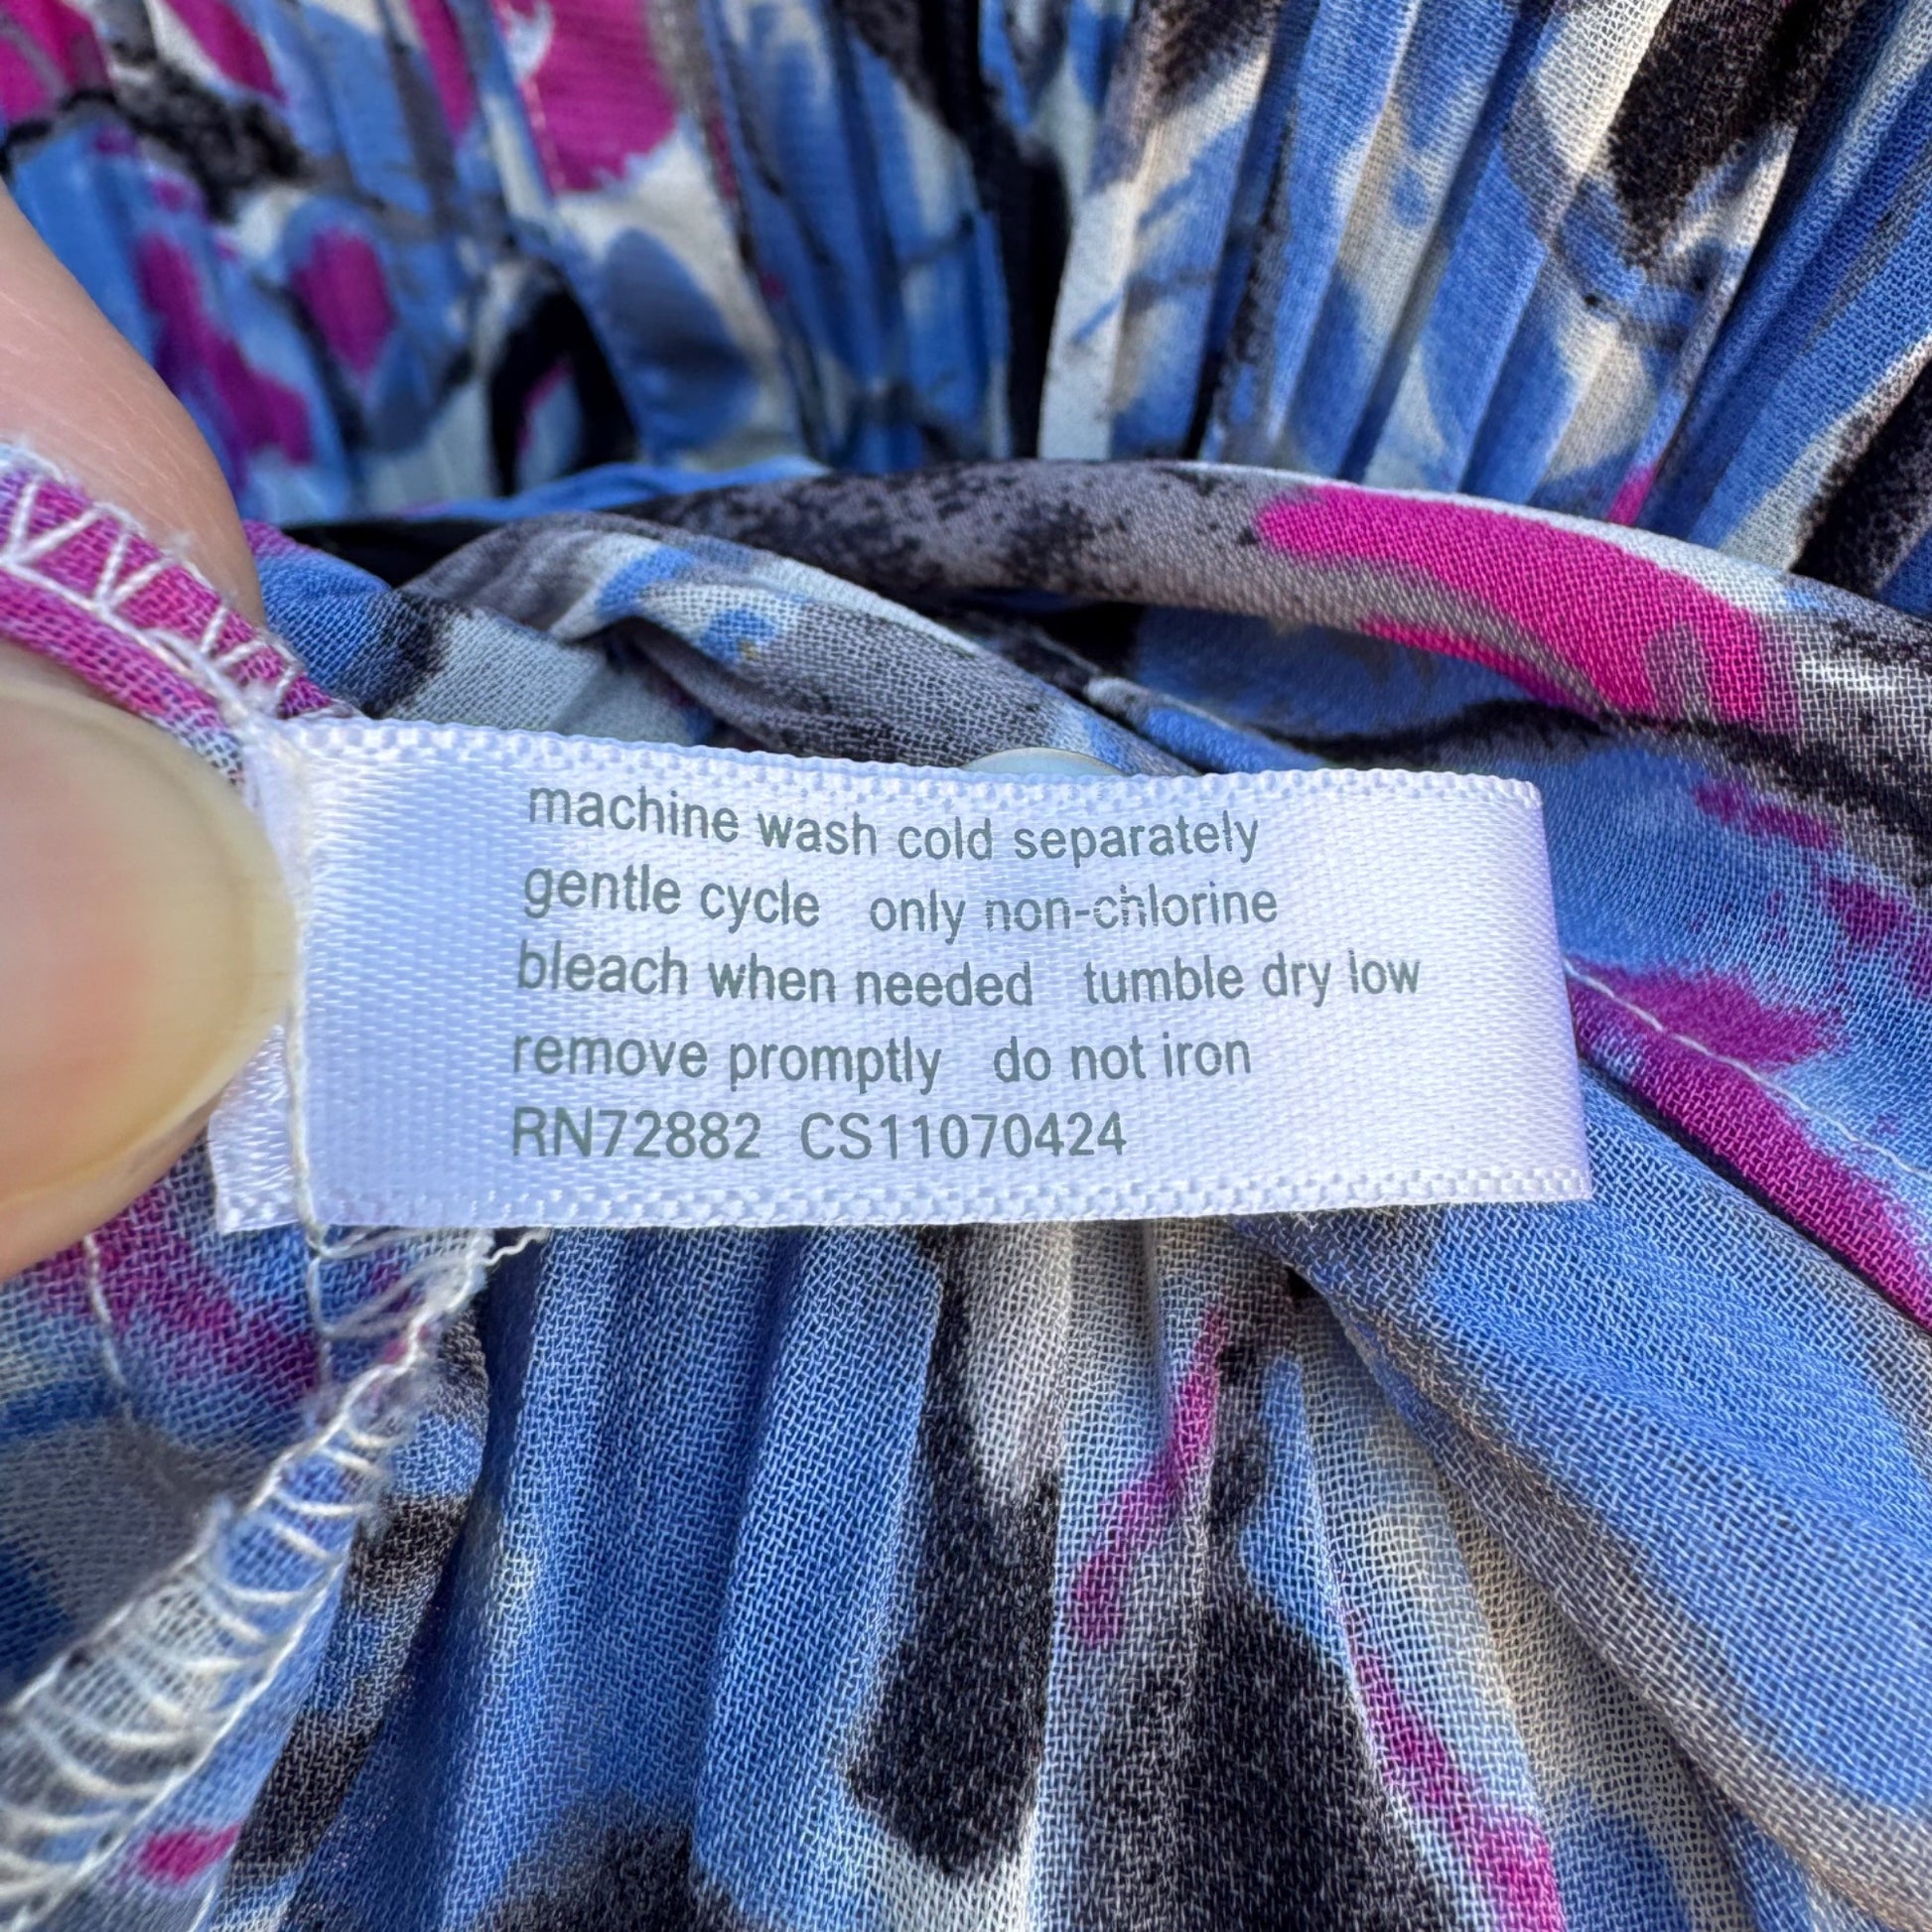 machine wash cold separately
gentle cycle only non-chlorine
bleach when needed tumble dry low
remove promptly do not iron
RN72882 CS11070424